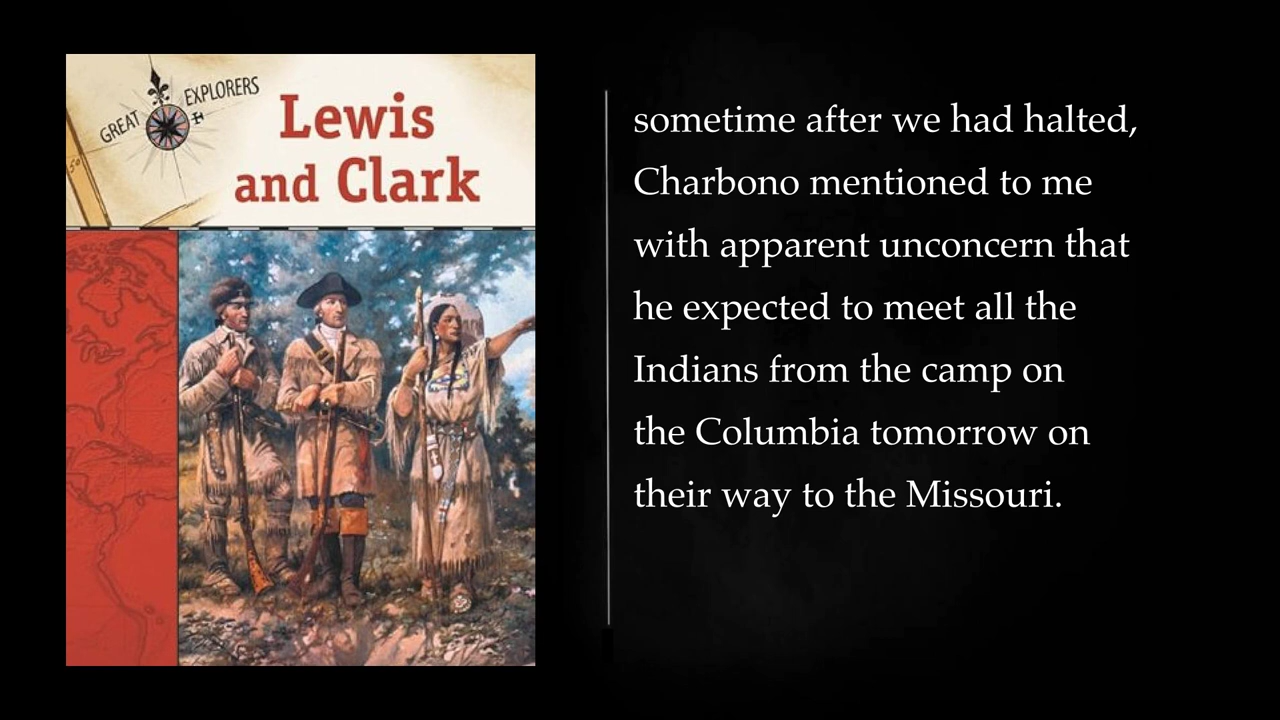 GREAT EXPLORERS
Lewis
and Clark
sometime after we had halted,
Charbono mentioned to me
with apparent unconcern that
he expected to meet all the
Indians from the camp on
the Columbia tomorrow on
their way to the Missouri.